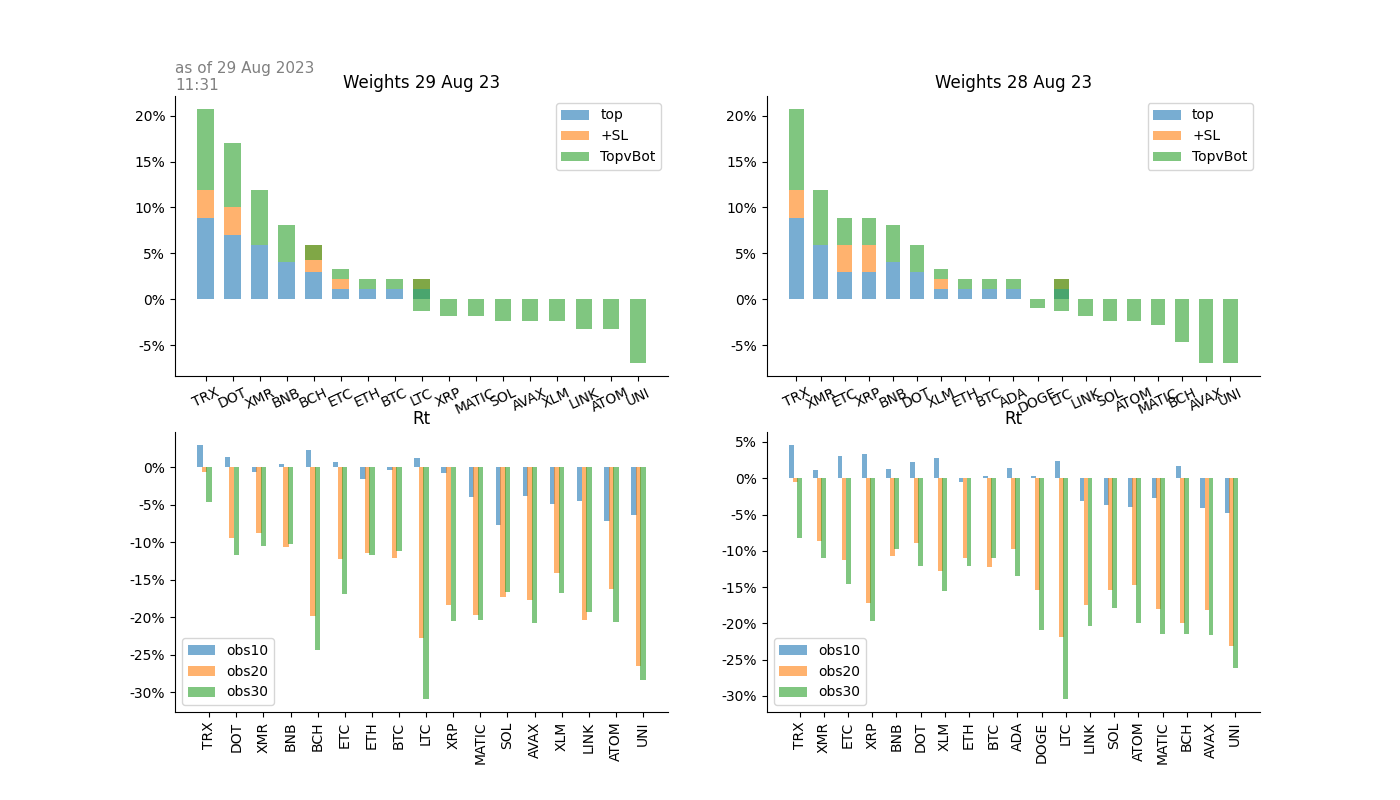 as of 29 Aug 2023
11:31
Weights 29 Aug 23
20%
15%
10%
5%
0%
-5%
top
+SL
TopvBot
TRX DOT XMR BNB BCH ETC ETH BTC LTC XRP MATIC SOL AVAX XLM LINK ATOM UNI
Weights 28 Aug 23
20%
15%
10%
5%
0%
-5%
top
+SL
TopvBot
TRX XMR ETC XRP BNB DOT XLM ETH BTC ADA DOGE LTC LINK SOL ATOM MATIC BCH AVAX UNI
Rt
0%
-5%
-10%
-15%
-20%
-25%
-30%
obs10
obs20
obs30
TRX DOT XMR BNB BCH ETC ETH BTC LTC XRP MATIC SOL AVAX XLM LINK ATOM UNI
Rt
5%
0%
-5%
-10%
-15%
-20%
-25%
-30%
obs10
obs20
obs30
TRX XMR ETC XRP BNB DOT XLM ETH BTC ADA DOGE LTC LINK SOL ATOM MATIC BCH AVAX UNI